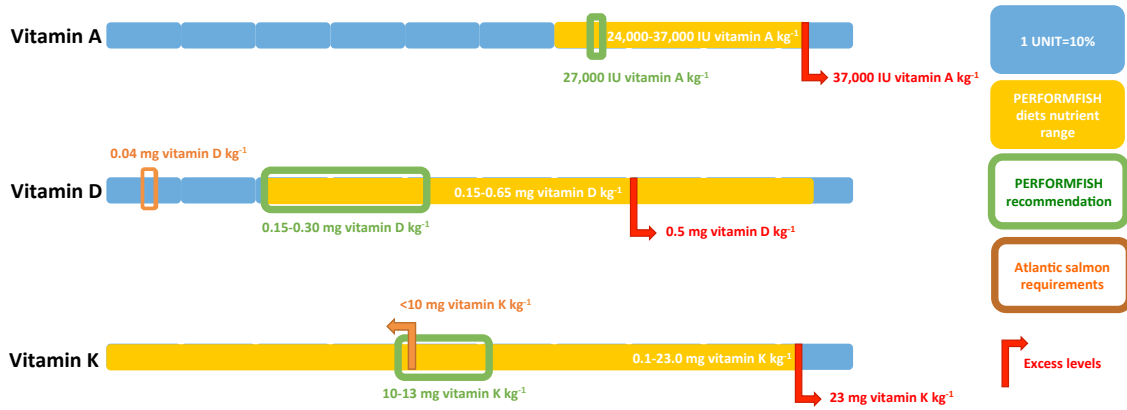 Vitamin A
24,000-37,000 IU vitamin A kg⁻¹
27,000 IU vitamin A kg⁻¹
37,000 IU vitamin A kg⁻¹
0.04 mg vitamin D kg⁻¹
Vitamin D
0.15-0.65 mg vitamin D kg⁻¹
0.15-0.30 mg vitamin D kg⁻¹
0.5 mg vitamin D kg⁻¹
<10 mg vitamin K kg⁻¹
Vitamin K
0.1-23.0 mg vitamin K kg⁻¹
10-13 mg vitamin K kg⁻¹
23 mg vitamin K kg⁻¹
1 UNIT=10%
PERFORMFISH
diets nutrient
range
PERFORMFISH
recommendation
Atlantic salmon
requirements
Excess levels